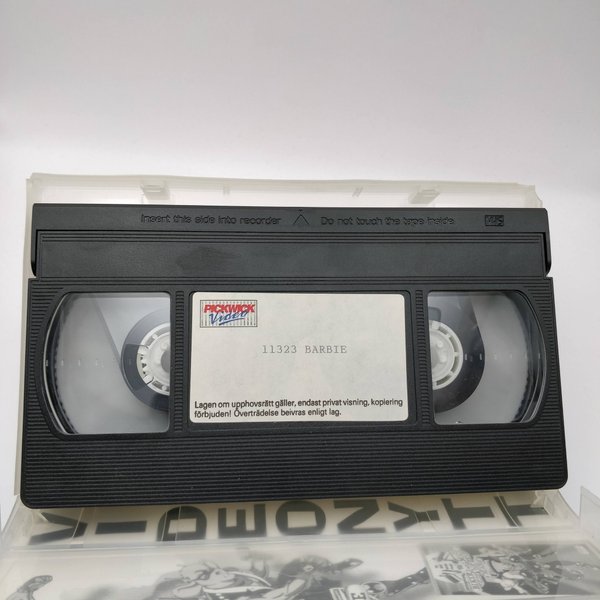 Insert this side into recorder △ Do not touch the tape inside VHS
PICKWICK
Video
11323 BARBIE
Lagen om upphovsrätt gäller, endast privat visning, kopiering
förbjuden! Överträdelse beivras enligt lag.
VIDEONYTT